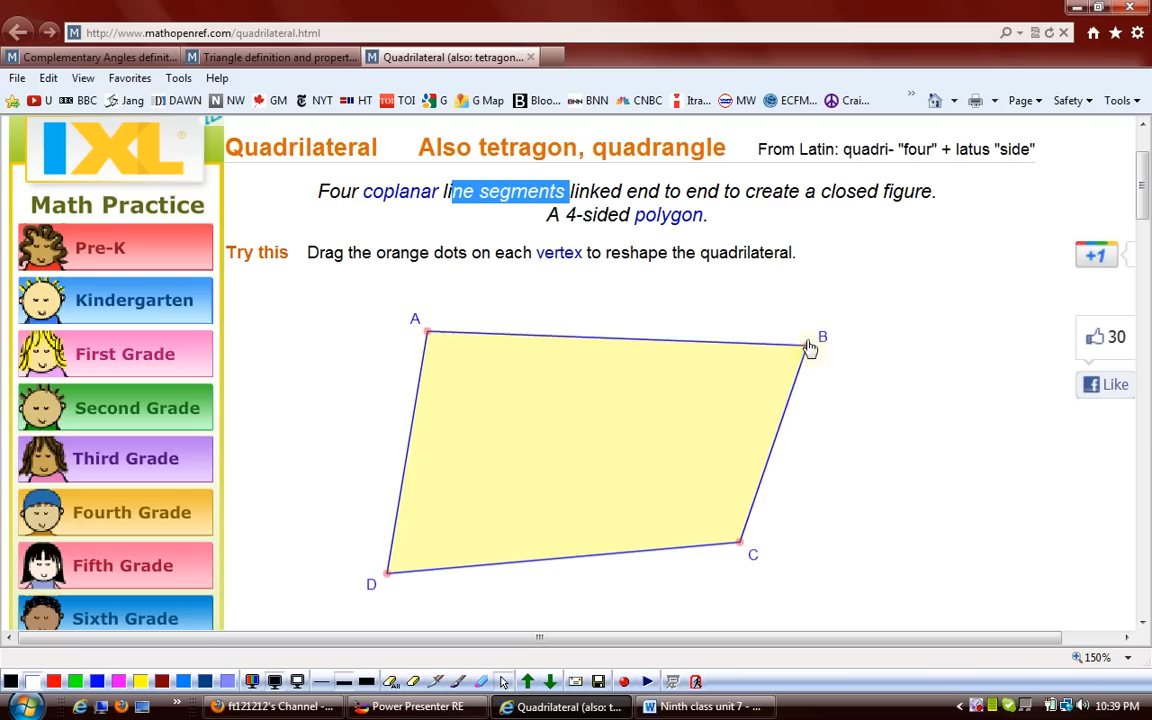 http://www.mathopenref.com/quadrilateral.html
Complementary Angles definit...
Triangle definition and propert...
Quadrilateral (also: tetragon...
File Edit View Favorites Tools Help
U BBC Jang DAWN NW GM NYT HT TOI G G Map Bloo... BNN CNBC Itra... MW ECFM... Crai...
Page Safety Tools
IXL
Math Practice
Pre-K
Kindergarten
First Grade
Second Grade
Third Grade
Fourth Grade
Fifth Grade
Sixth Grade
Quadrilateral Also tetragon, quadrangle From Latin: quadri- "four" + latus "side"
Four coplanar line segments linked end to end to create a closed figure.
A 4-sided polygon.
Try this Drag the orange dots on each vertex to reshape the quadrilateral.
A
B
C
D
+1
30
Like
150%
ft121212's Channel -...
Power Presenter RE
Quadrilateral (also: t...
Ninth class unit 7 - ...
10:39 PM